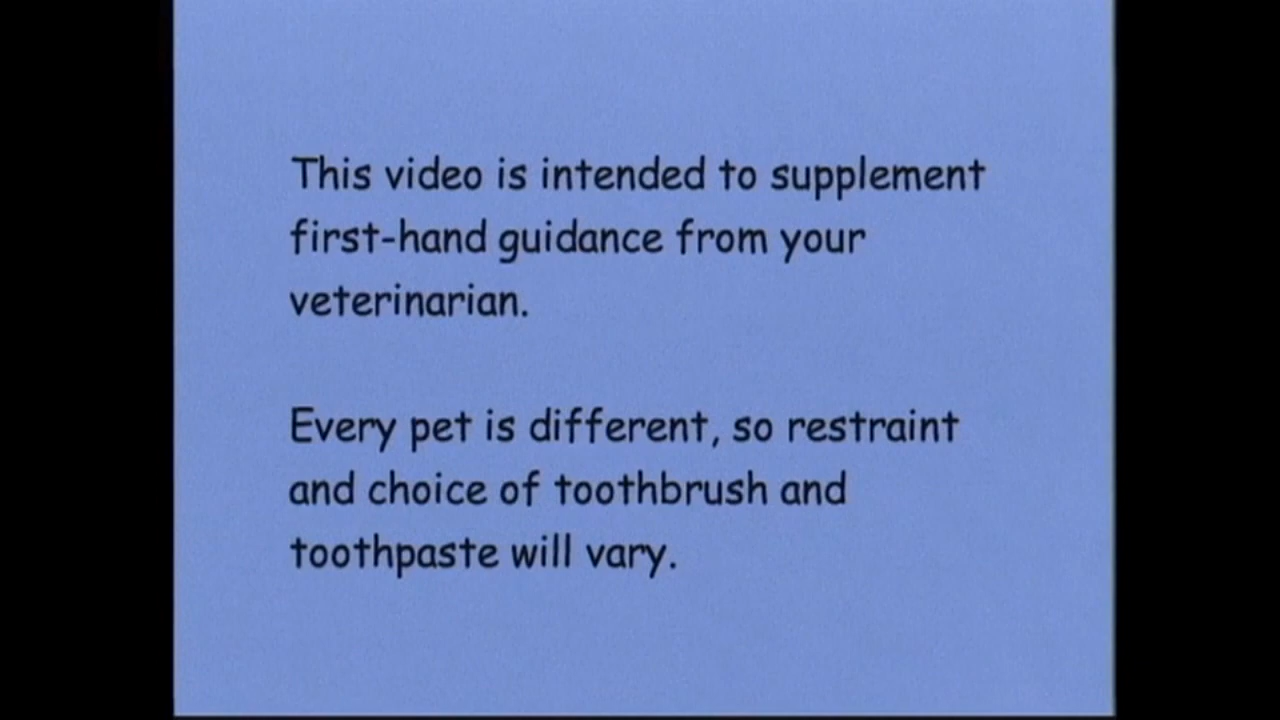 This video is intended to supplement
first-hand guidance from your
veterinarian.
Every pet is different, so restraint
and choice of toothbrush and
toothpaste will vary.